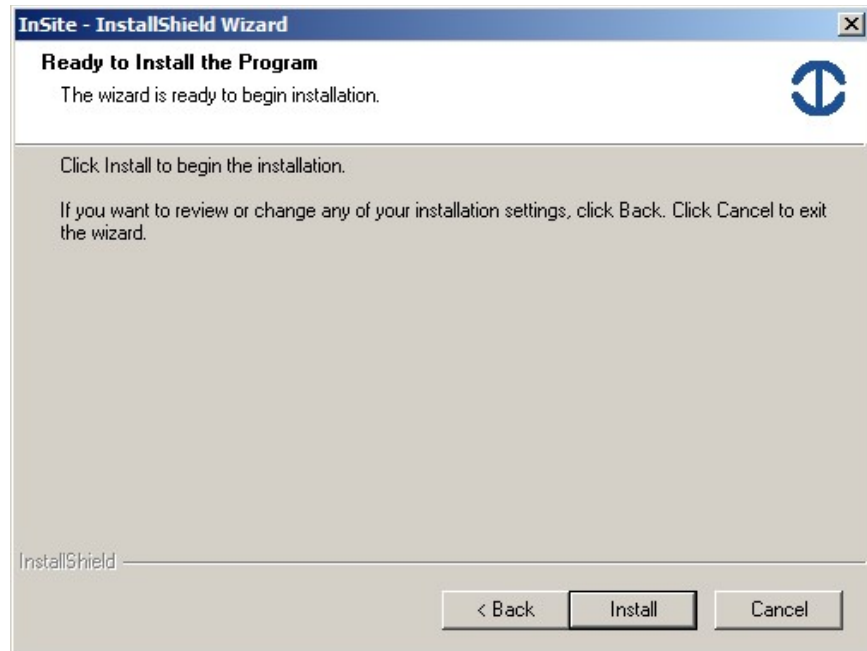 InSite - InstallShield Wizard
Ready to Install the Program
The wizard is ready to begin installation.
Click Install to begin the installation.
If you want to review or change any of your installation settings, click Back. Click Cancel to exit
the wizard.
InstallShield
< Back Install Cancel